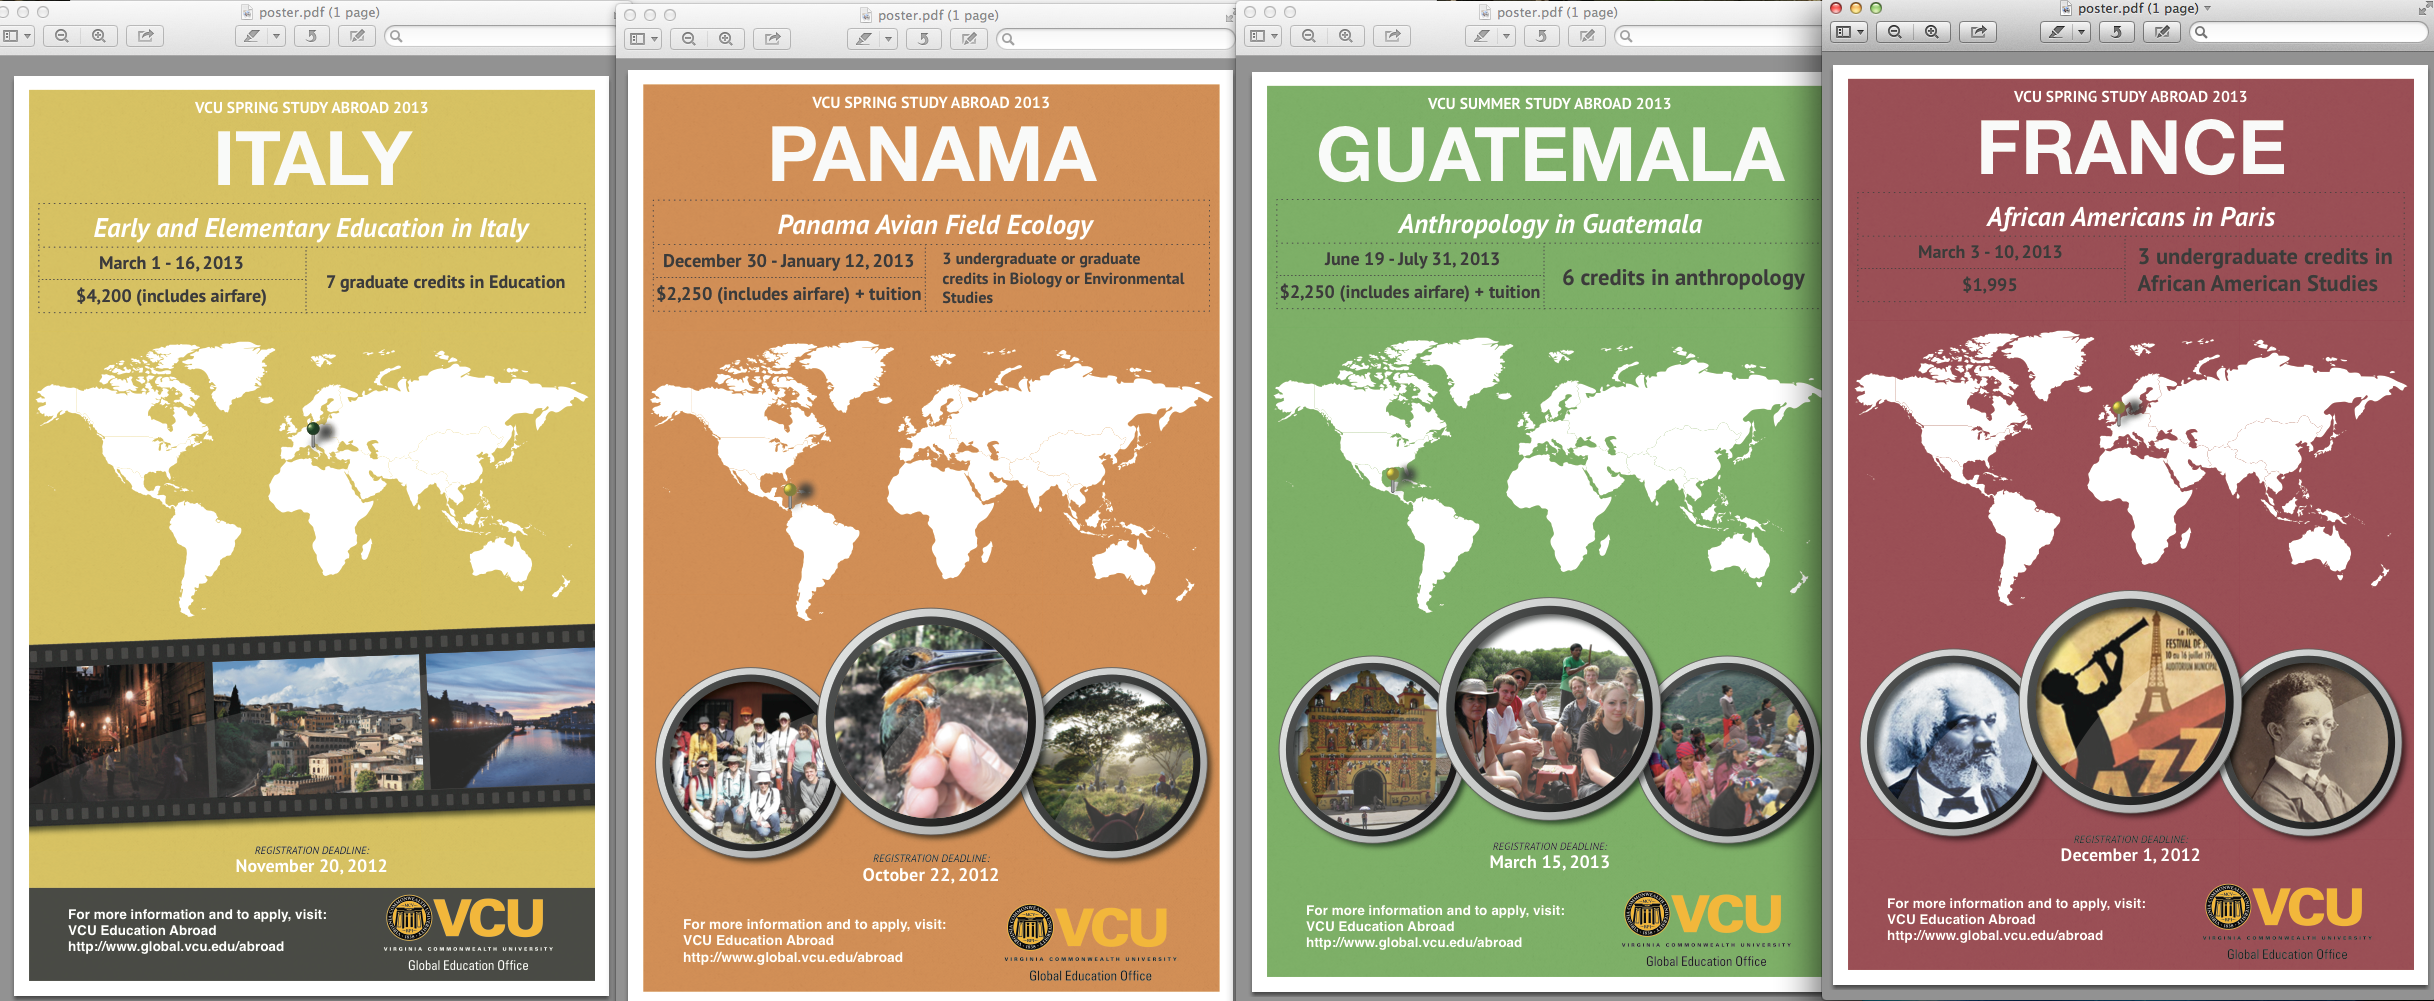 poster.pdf (1 page)
VCU SPRING STUDY ABROAD 2013
ITALY
Early and Elementary Education in Italy
March 1 - 16, 2013
$4,200 (includes airfare)
7 graduate credits in Education
REGISTRATION DEADLINE:
November 20, 2012
For more information and to apply, visit:
VCU Education Abroad
http://www.global.vcu.edu/abroad
VCU
VIRGINIA COMMONWEALTH UNIVERSITY
Global Education Office
poster.pdf (1 page)
VCU SPRING STUDY ABROAD 2013
PANAMA
Panama Avian Field Ecology
December 30 - January 12, 2013
$2,250 (includes airfare) + tuition
3 undergraduate or graduate
credits in Biology or Environmental
Studies
REGISTRATION DEADLINE:
October 22, 2012
For more information and to apply, visit:
VCU Education Abroad
http://www.global.vcu.edu/abroad
VCU
VIRGINIA COMMONWEALTH UNIVERSITY
Global Education Office
poster.pdf (1 page)
VCU SUMMER STUDY ABROAD 2013
GUATEMALA
Anthropology in Guatemala
June 19 - July 31, 2013
$2,250 (includes airfare) + tuition
6 credits in anthropology
REGISTRATION DEADLINE:
March 15, 2013
For more information and to apply, visit:
VCU Education Abroad
http://www.global.vcu.edu/abroad
VCU
VIRGINIA COMMONWEALTH UNIVERSITY
Global Education Office
poster.pdf (1 page)
VCU SPRING STUDY ABROAD 2013
FRANCE
African Americans in Paris
March 3 - 10, 2013
$1,995
3 undergraduate credits in
African American Studies
FESTIVAL DE
10 au 16 juillet
AUDITORIUM MUNICIPAL
AZZ
REGISTRATION DEADLINE:
December 1, 2012
For more information and to apply, visit:
VCU Education Abroad
http://www.global.vcu.edu/abroad
VCU
VIRGINIA COMMONWEALTH UNIVERSITY
Global Education Office